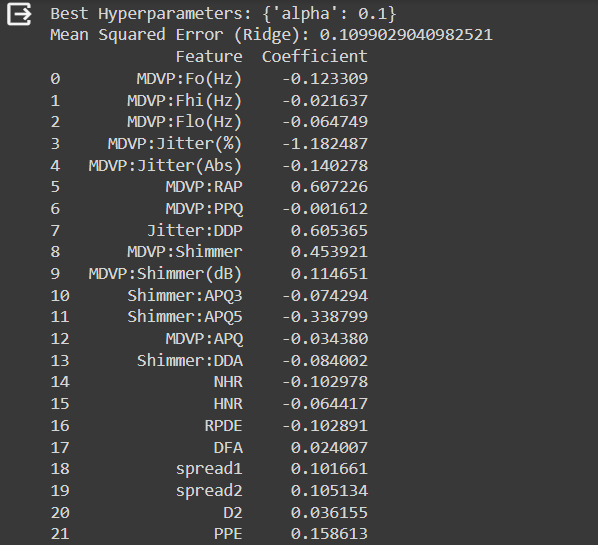 Best Hyperparameters: {'alpha': 0.1}
Mean Squared Error (Ridge): 0.1099029040982521
Feature Coefficient
0 MDVP:Fo(Hz) -0.123309
1 MDVP:Fhi(Hz) -0.021637
2 MDVP:Flo(Hz) -0.064749
3 MDVP:Jitter(%) -1.182487
4 MDVP:Jitter(Abs) -0.140278
5 MDVP:RAP 0.607226
6 MDVP:PPQ -0.001612
7 Jitter:DDP 0.605365
8 MDVP:Shimmer 0.453921
9 MDVP:Shimmer(dB) 0.114651
10 Shimmer:APQ3 -0.074294
11 Shimmer:APQ5 -0.338799
12 MDVP:APQ -0.034380
13 Shimmer:DDA -0.084002
14 NHR -0.102978
15 HNR -0.064417
16 RPDE -0.102891
17 DFA 0.024007
18 spread1 0.101661
19 spread2 0.105134
20 D2 0.036155
21 PPE 0.158613